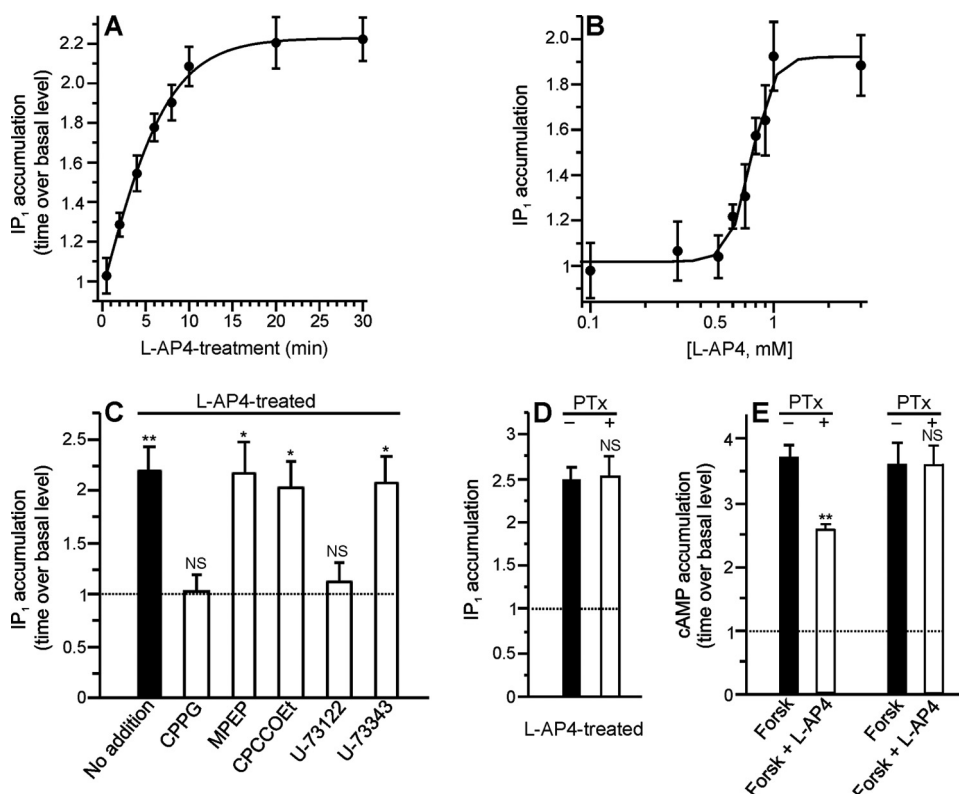 A
IP1 accumulation
(time over basal level)
2.2
2.0
1.8
1.6
1.4
1.2
1
0 5 10 15 20 25 30
L-AP4-treatment (min)
B
IP1 accumulation
2.0
1.8
1.6
1.4
1.2
1
0.1 0.5 1
[L-AP4, mM]
C
L-AP4-treated
IP1 accumulation
(time over basal level)
2.5
2
1.5
1
0.5
0
** NS * * NS *
No addition
CPPG
MPEP
CPCCOEt
U-73122
U-73343
D
PTx
– +
NS
IP1 accumulation
3
2.5
2
1.5
1
0.5
0
L-AP4-treated
E
PTx PTx
– + – +
NS
**
cAMP accumulation
(time over basal level)
4
3
2
1
0
Forsk
Forsk + L-AP4
Forsk
Forsk + L-AP4